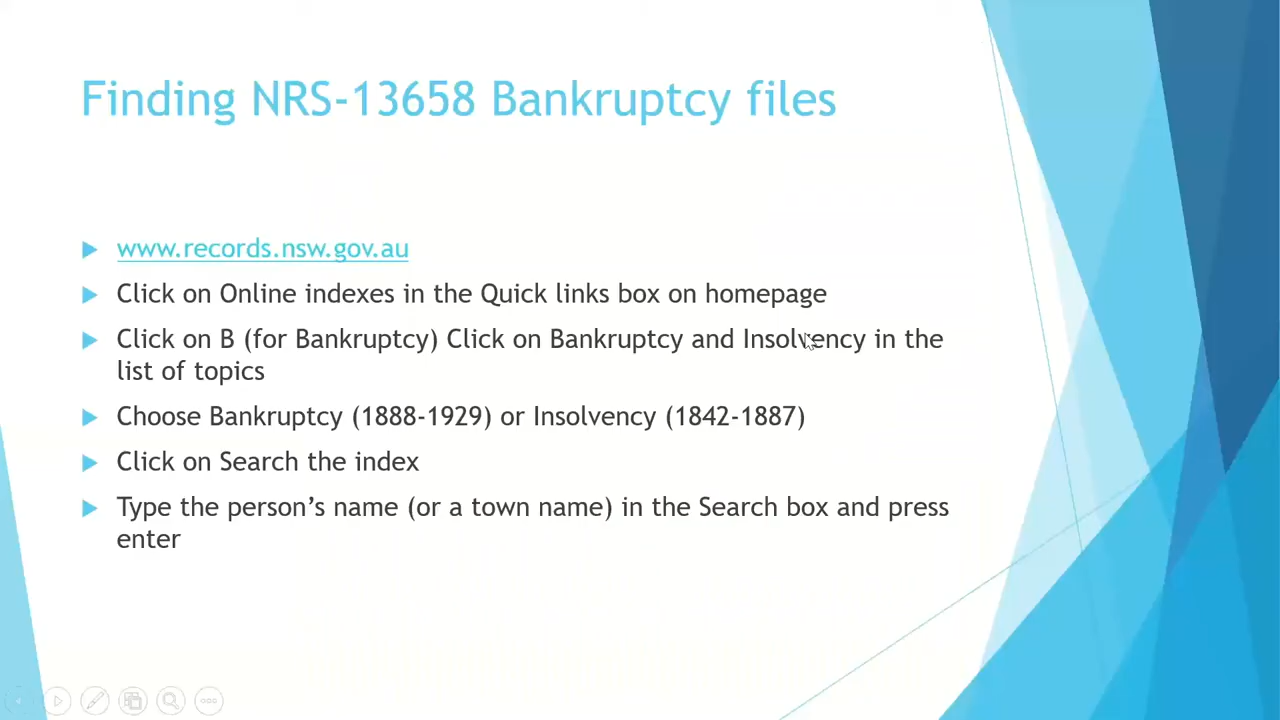 Finding NRS-13658 Bankruptcy files
www.records.nsw.gov.au
Click on Online indexes in the Quick links box on homepage
Click on B (for Bankruptcy) Click on Bankruptcy and Insolvency in the
list of topics
Choose Bankruptcy (1888-1929) or Insolvency (1842-1887)
Click on Search the index
Type the person’s name (or a town name) in the Search box and press
enter